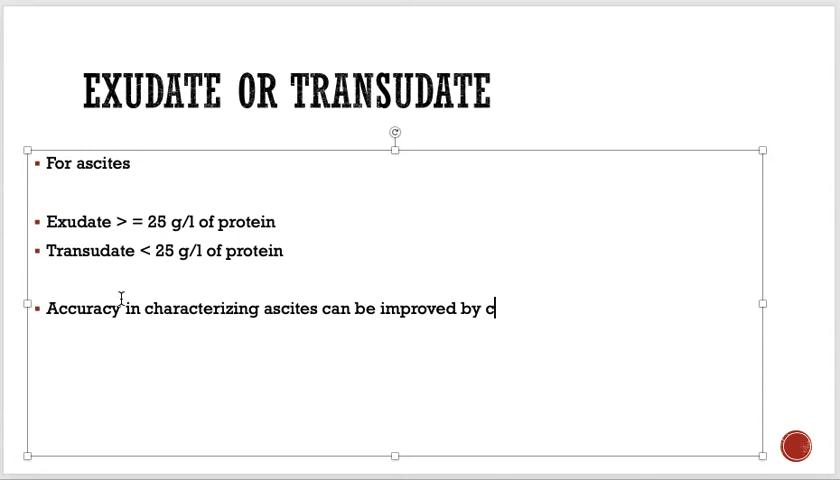 EXUDATE OR TRANSUDATE
For ascites
Exudate > = 25 g/l of protein
Transudate < 25 g/l of protein
Accuracy in characterizing ascites can be improved by c